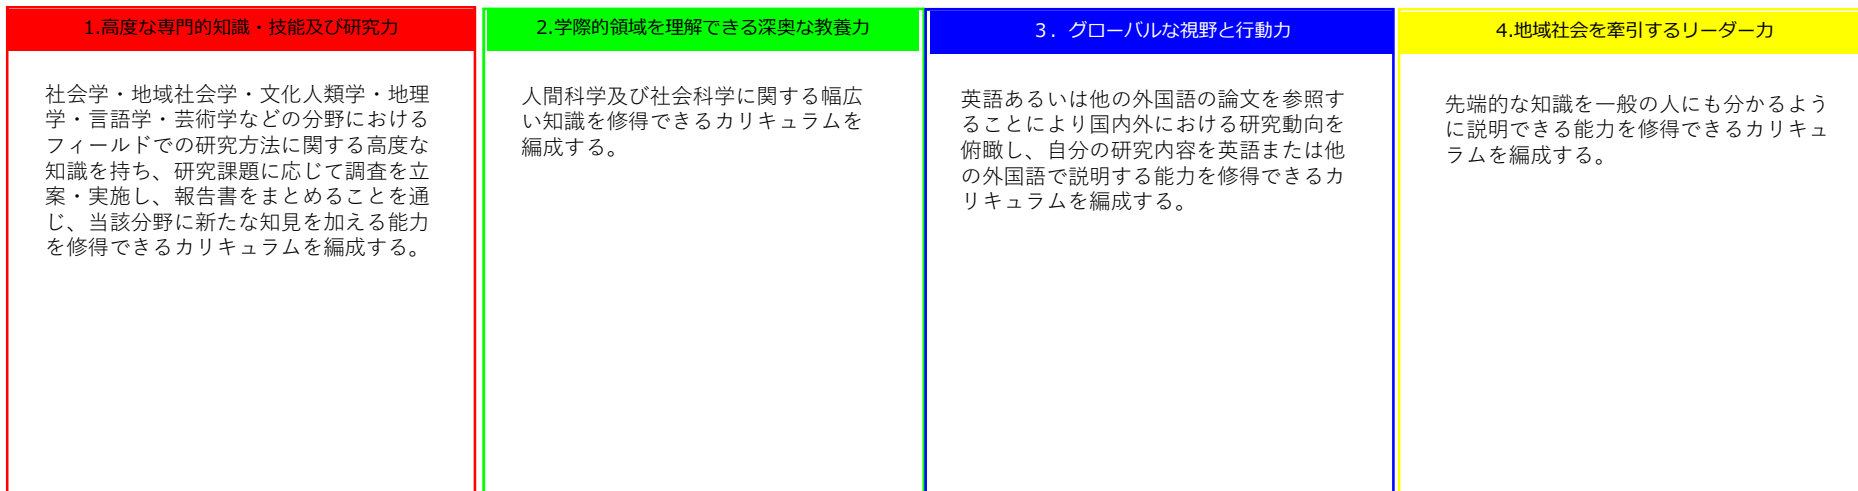 1.高度な専門的知識・技能及び研究力
社会学・地域社会学・文化人類学・地理
学・言語学・芸術学などの分野における
フィールドでの研究方法に関する高度な
知識を持ち、研究課題に応じて調査を立
案・実施し、報告書をまとめることを通
じ、当該分野に新たな知見を加える能力
を修得できるカリキュラムを編成する。
2.学際的領域を理解できる深奥な教養力
人間科学及び社会科学に関する幅広
い知識を修得できるカリキュラムを
編成する。
３．グローバルな視野と行動力
英語あるいは他の外国語の論文を参照す
ることにより国内外における研究動向を
俯瞰し、自分の研究内容を英語または他
の外国語で説明する能力を修得できるカ
リキュラムを編成する。
4.地域社会を牽引するリーダー力
先端的な知識を一般の人にも分かるよう
に説明できる能力を修得できるカリキュ
ラムを編成する。